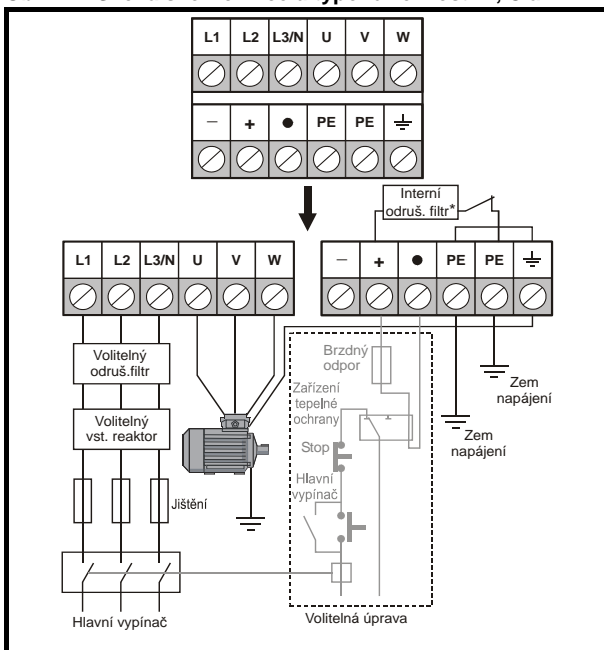 L1 L2 L3/N U V W
– + ● PE PE
Interní
odruš. filtr*
L1 L2 L3/N U V W
– + ● PE PE
Volitelný
odruš.filtr
Volitelný
vst. reaktor
Jištění
Hlavní vypínač
Brzdný
odpor
Zařízení
tepelné
ochrany
Stop
Hlavní
vypínač
Volitelná úprava
Zem
napájení
Zem
napájení